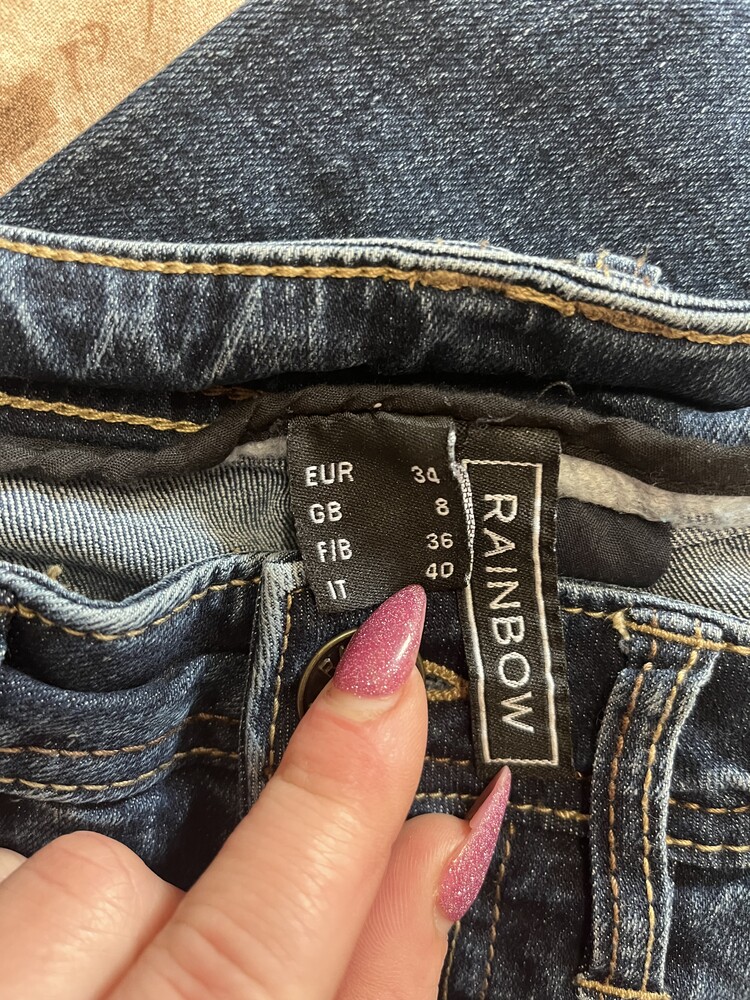 EUR 34
GB 8
F/B 36
IT 40
RAINBOW